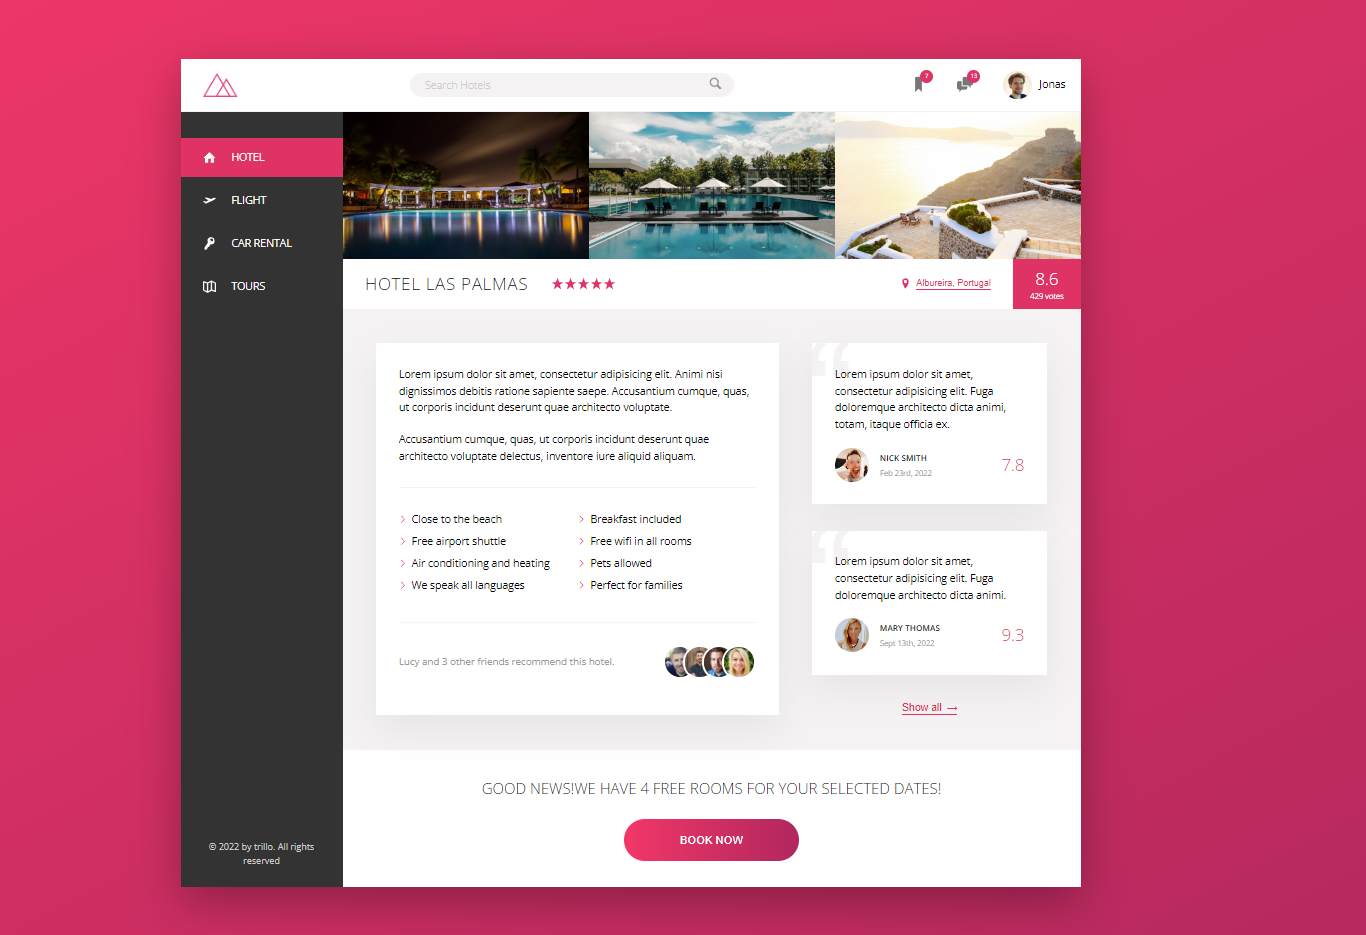 Search Hotels
7
13
Jonas
HOTEL
FLIGHT
CAR RENTAL
TOURS
© 2022 by trillo. All rights
reserved
HOTEL LAS PALMAS
Albureira, Portugal
8.6
429 votes
Lorem ipsum dolor sit amet, consectetur adipisicing elit. Animi nisi
dignissimos debitis ratione sapiente saepe. Accusantium cumque, quas,
ut corporis incidunt deserunt quae architecto voluptate.
Accusantium cumque, quas, ut corporis incidunt deserunt quae
architecto voluptate delectus, inventore iure aliquid aliquam.
Close to the beach
Breakfast included
Free airport shuttle
Free wifi in all rooms
Air conditioning and heating
Pets allowed
We speak all languages
Perfect for families
Lucy and 3 other friends recommend this hotel.
“
Lorem ipsum dolor sit amet,
consectetur adipisicing elit. Fuga
doloremque architecto dicta animi,
totam, itaque officia ex.
NICK SMITH
Feb 23rd, 2022
7.8
“
Lorem ipsum dolor sit amet,
consectetur adipisicing elit. Fuga
doloremque architecto dicta animi.
MARY THOMAS
Sept 13th, 2022
9.3
Show all →
GOOD NEWS!WE HAVE 4 FREE ROOMS FOR YOUR SELECTED DATES!
BOOK NOW